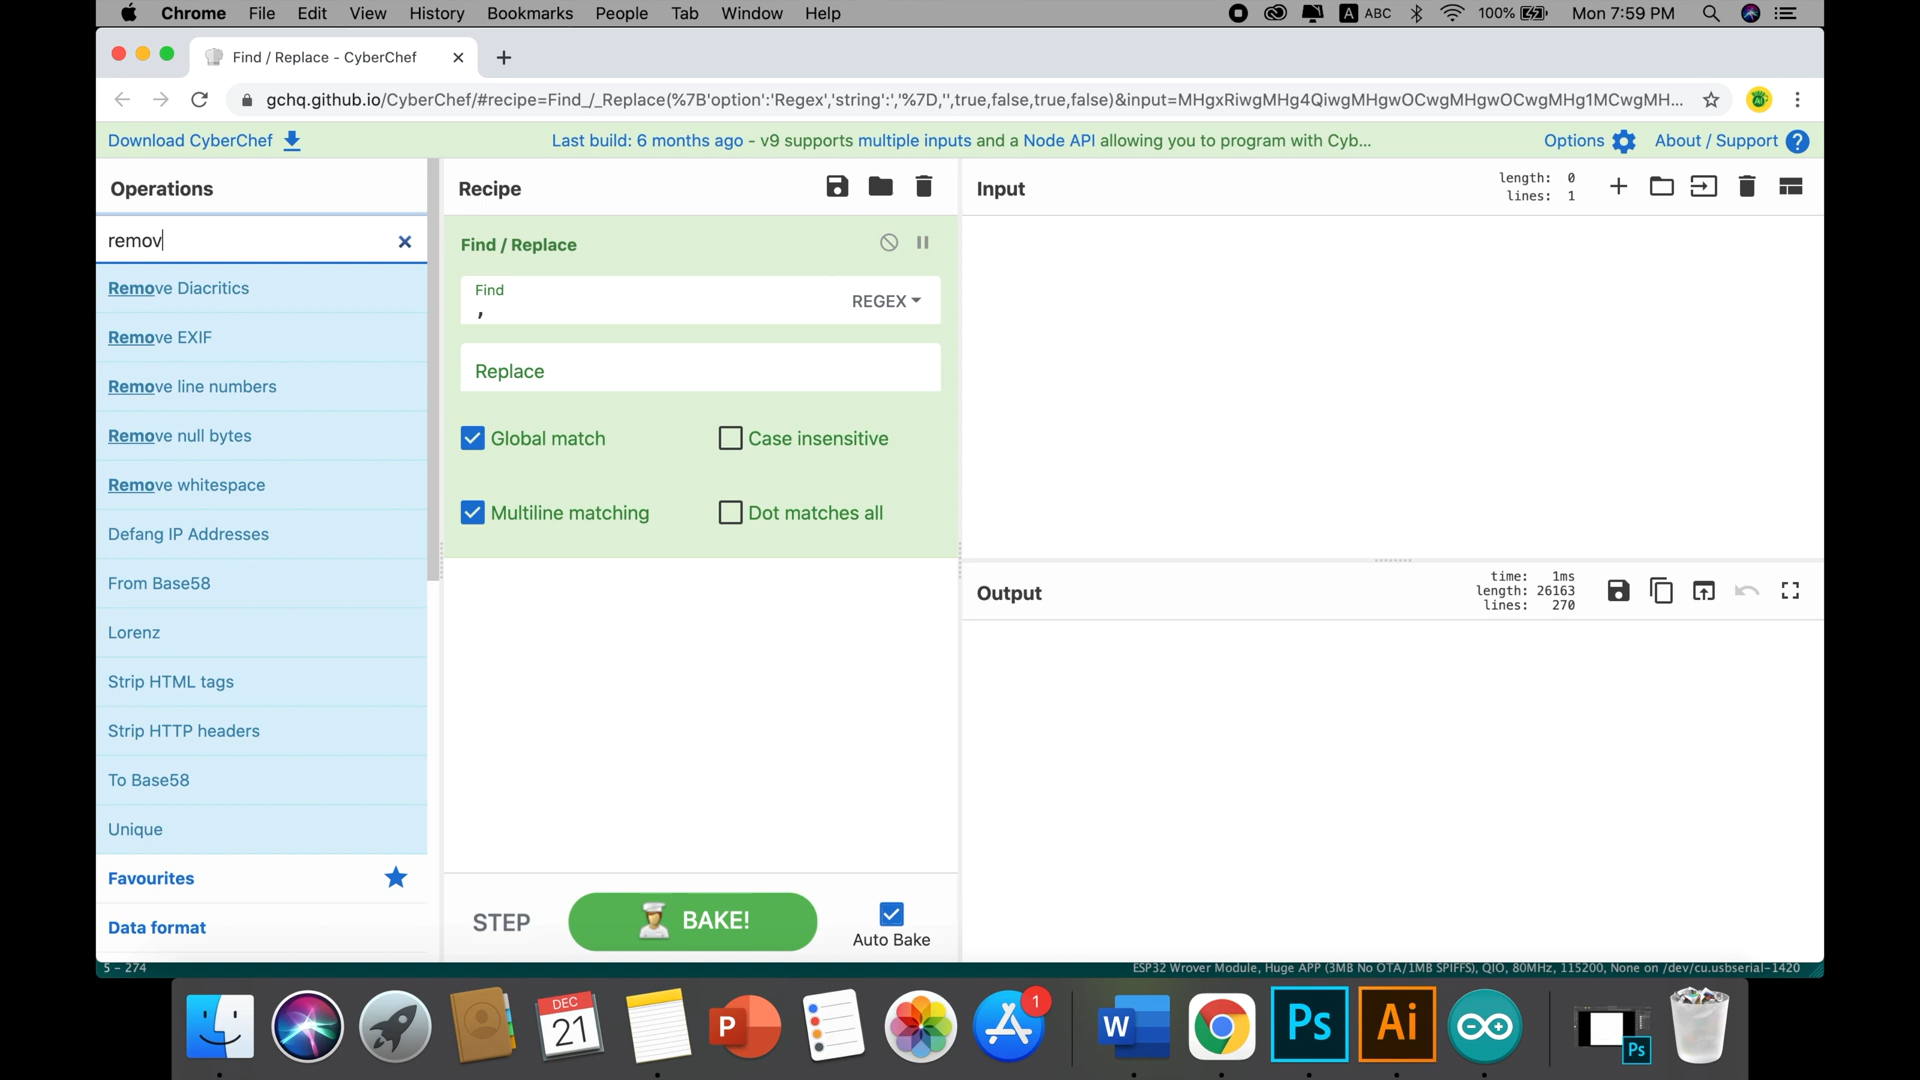 Chrome File Edit View History Bookmarks People Tab Window Help
A ABC 100% Mon 7:59 PM
Find / Replace - CyberChef
gchq.github.io/CyberChef/#recipe=Find_/_Replace(%7B'option':'Regex','string':','%7D,'',true,false,true,false)&input=MHgxRiwgMHg4QiwgMHgwOCwgMHgwOCwgMHg1MCwgMH...
Download CyberChef
Last build: 6 months ago - v9 supports multiple inputs and a Node API allowing you to program with Cyb...
Options
About / Support ?
Operations
remov
Remove Diacritics
Remove EXIF
Remove line numbers
Remove null bytes
Remove whitespace
Defang IP Addresses
From Base58
Lorenz
Strip HTML tags
Strip HTTP headers
To Base58
Unique
Favourites
Data format
Recipe
Find / Replace
Find
,
REGEX
Replace
Global match
Case insensitive
Multiline matching
Dot matches all
STEP
BAKE!
Auto Bake
Input
length: 0
lines: 1
Output
time: 1ms
length: 26163
lines: 270
5 - 274
ESP32 Wrover Module, Huge APP (3MB No OTA/1MB SPIFFS), QIO, 80MHz, 115200, None on /dev/cu.usbserial-1420
DEC
21
P
1
W
Ps
Ai
Ps